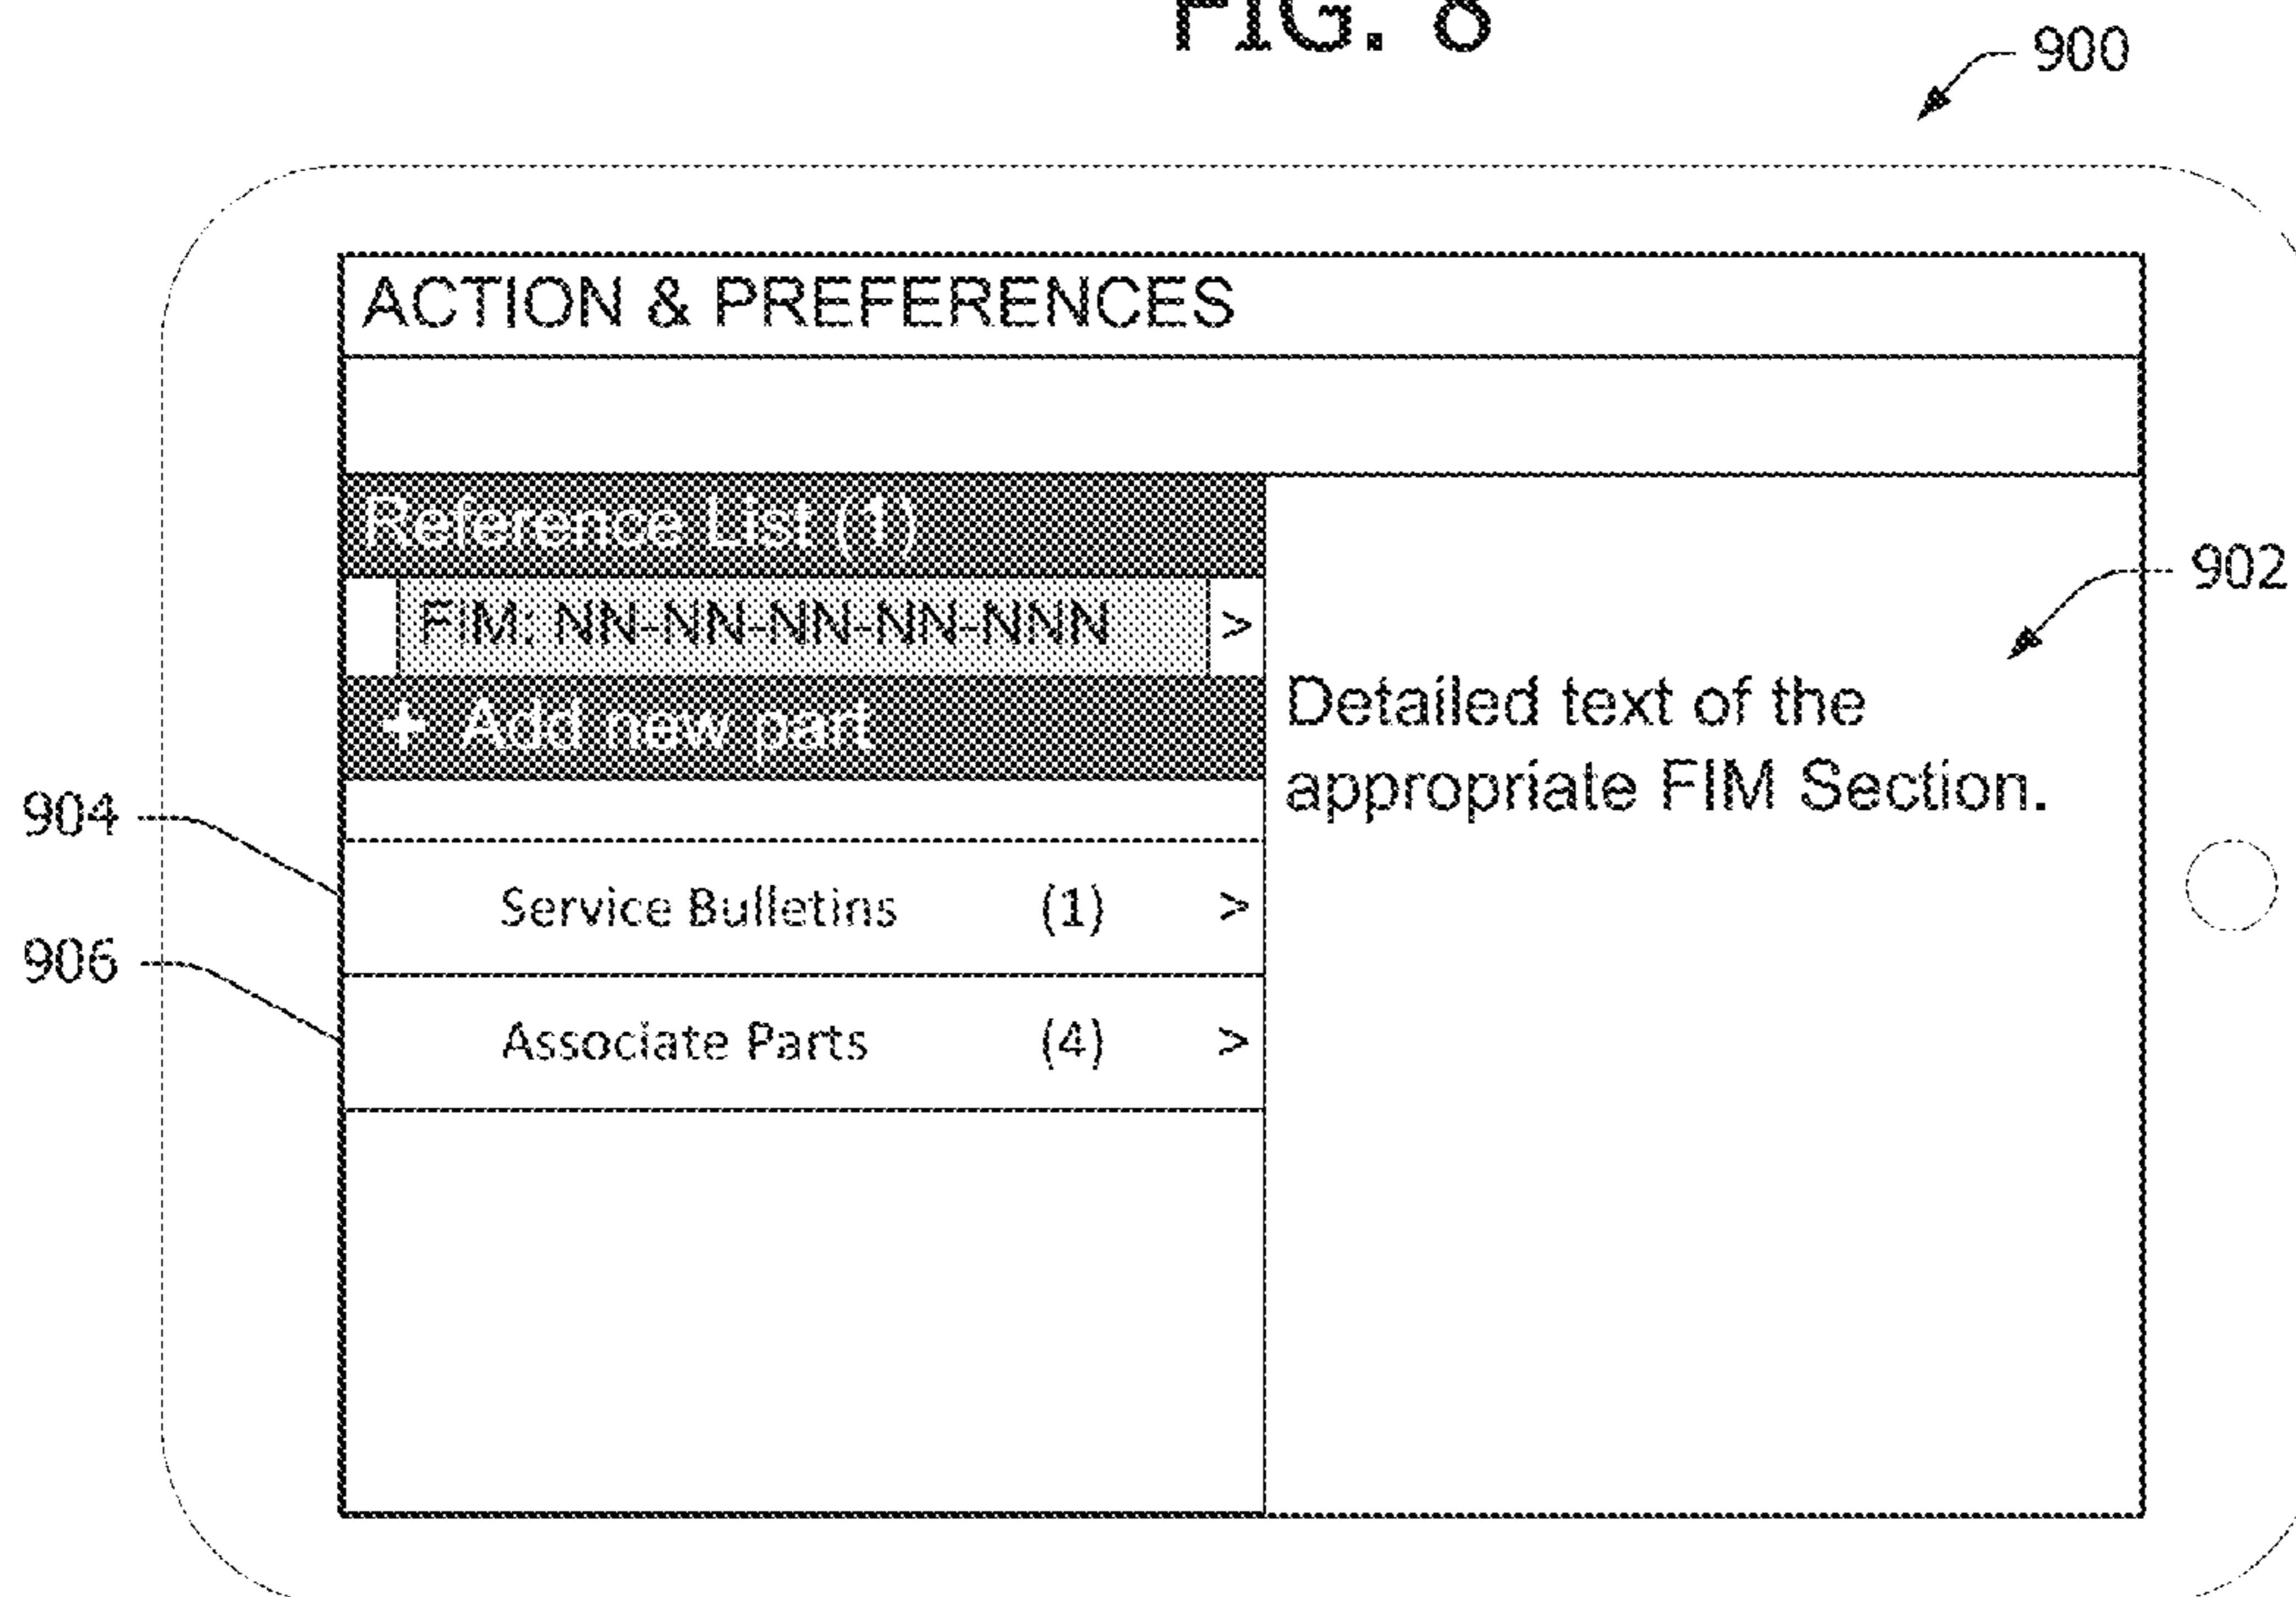 FIG. 8
900
ACTION & PREFERENCES
Reference List (1)
902
FIM: NN-NN-NN-NN-NNN >
+ Add new part
Detailed text of the
appropriate FIM Section.
904
Service Bulletins (1) >
906
Associate Parts (4) >